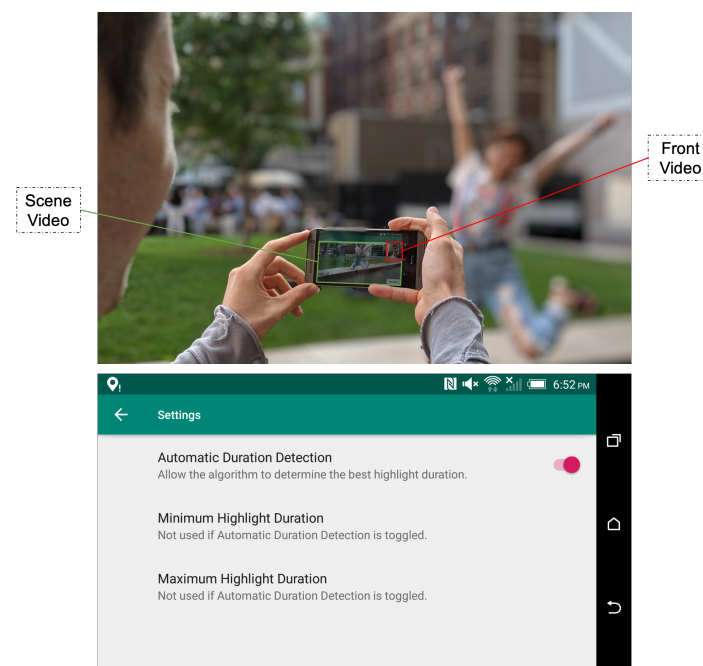 Scene
Video
Front
Video
6:52 PM
Settings
Automatic Duration Detection
Allow the algorithm to determine the best highlight duration.
Minimum Highlight Duration
Not used if Automatic Duration Detection is toggled.
Maximum Highlight Duration
Not used if Automatic Duration Detection is toggled.